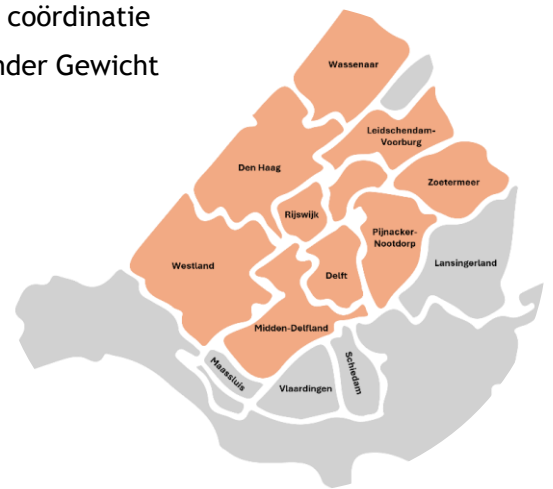 coördinatie
nder Gewicht
Wassenaar
Leidschendam-
Voorburg
Den Haag
Zoetermeer
Rijswijk
Pijnacker-
Nootdorp
Westland
Delft
Lansingerland
Midden-Delfland
Maassluis
Vlaardingen
Schiedam